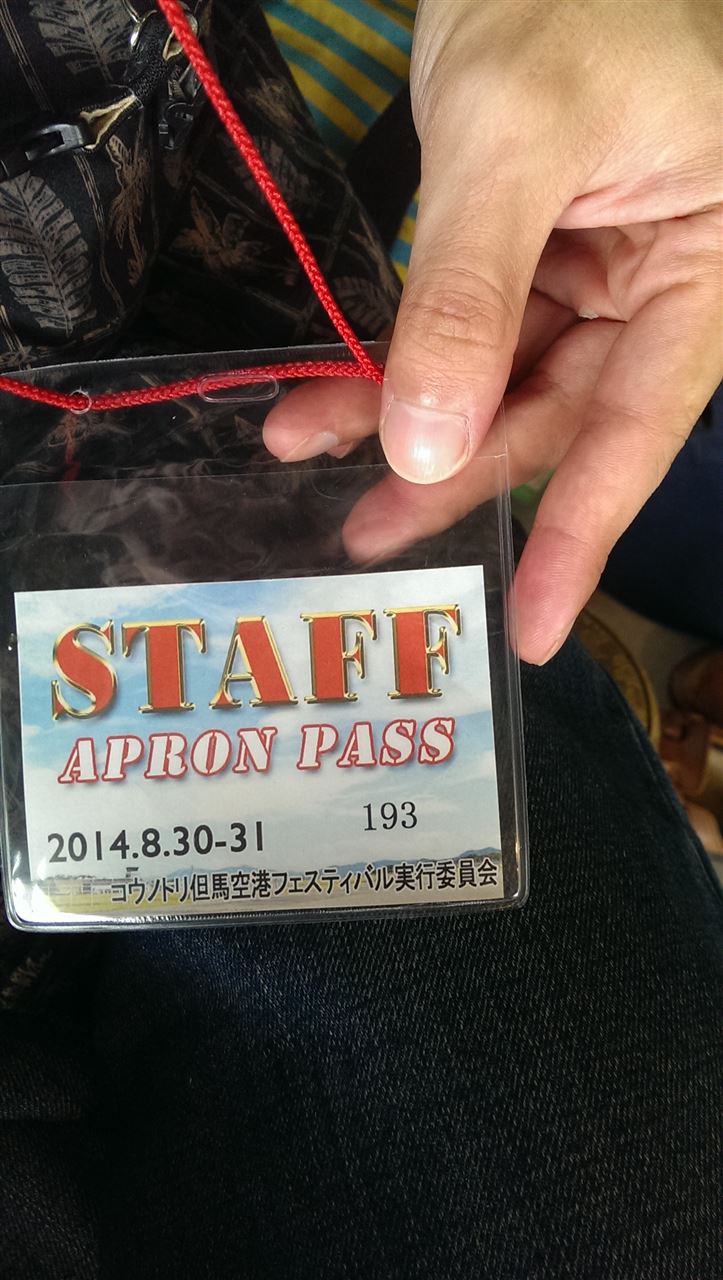 STAFF
APRON PASS
193
2014.8.30-31
コウノトリ但馬空港フェスティバル実行委員会